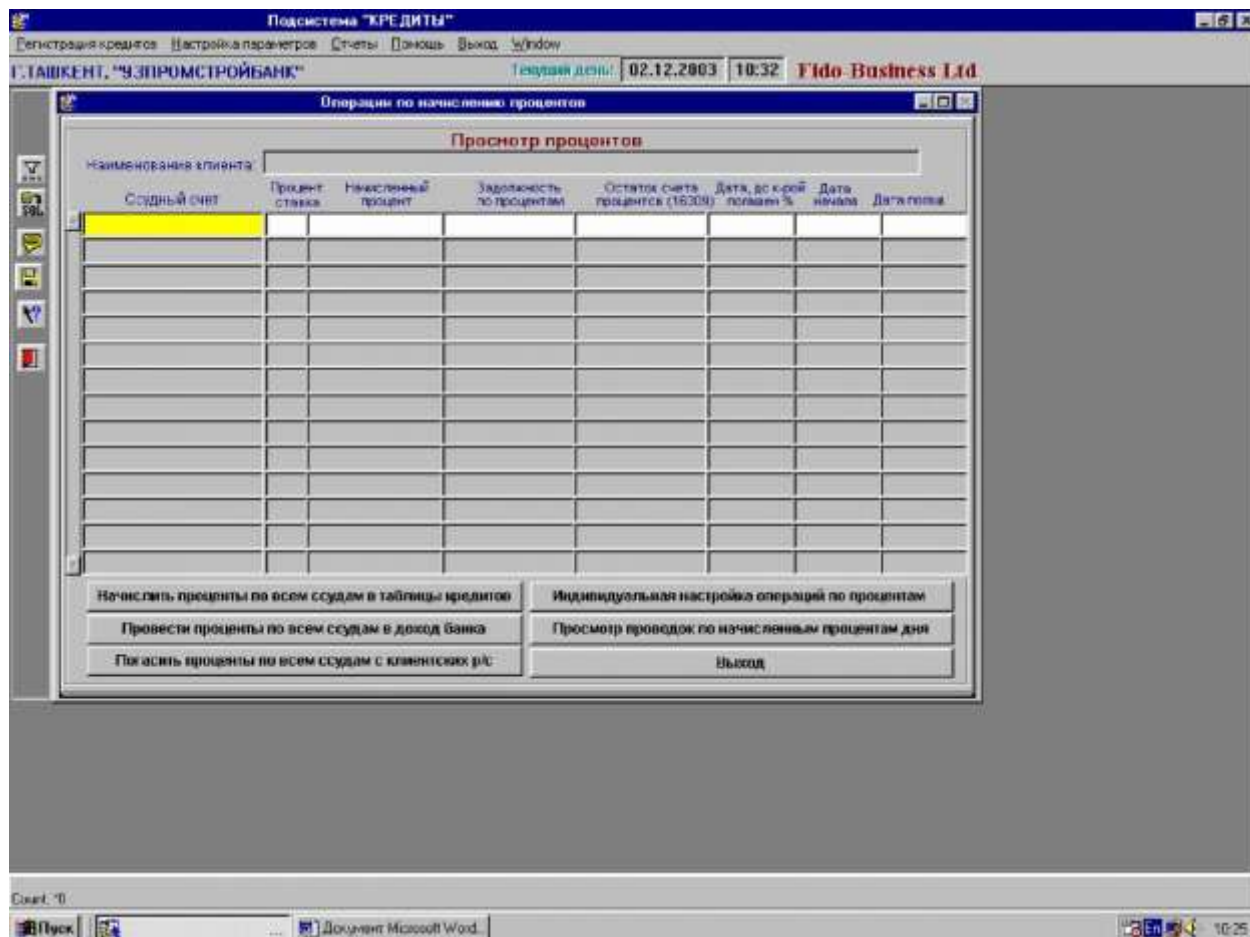 Подсистема "КРЕДИТЫ"
Регистрация кредитов Настройка параметров Отчеты Помощь Выход Window
Г.ТАШКЕНТ, "УЗПРОМСТРОЙБАНК" Текущий день: 02.12.2003 10:32 Fido-Business Ltd
Операции по начислению процентов
Просмотр процентов
Наименование клиента:
Ссудный счет Процент ставка Начисленный процент Задолжность по процентам Остаток счета процентов (16309) Дата, до к-рой погашен % Дата начала Дата погаш
SQL
Начислить проценты по всем ссудам в таблицы кредитов Индивидуальная настройка операций по процентам
Провести проценты по всем ссудам в доход банка Просмотр проводок по начисленным процентам дня
Погасить проценты по всем ссудам с клиентских р/с Выход
Count: *0
Пуск ... Документ Microsoft Word... En 10:25